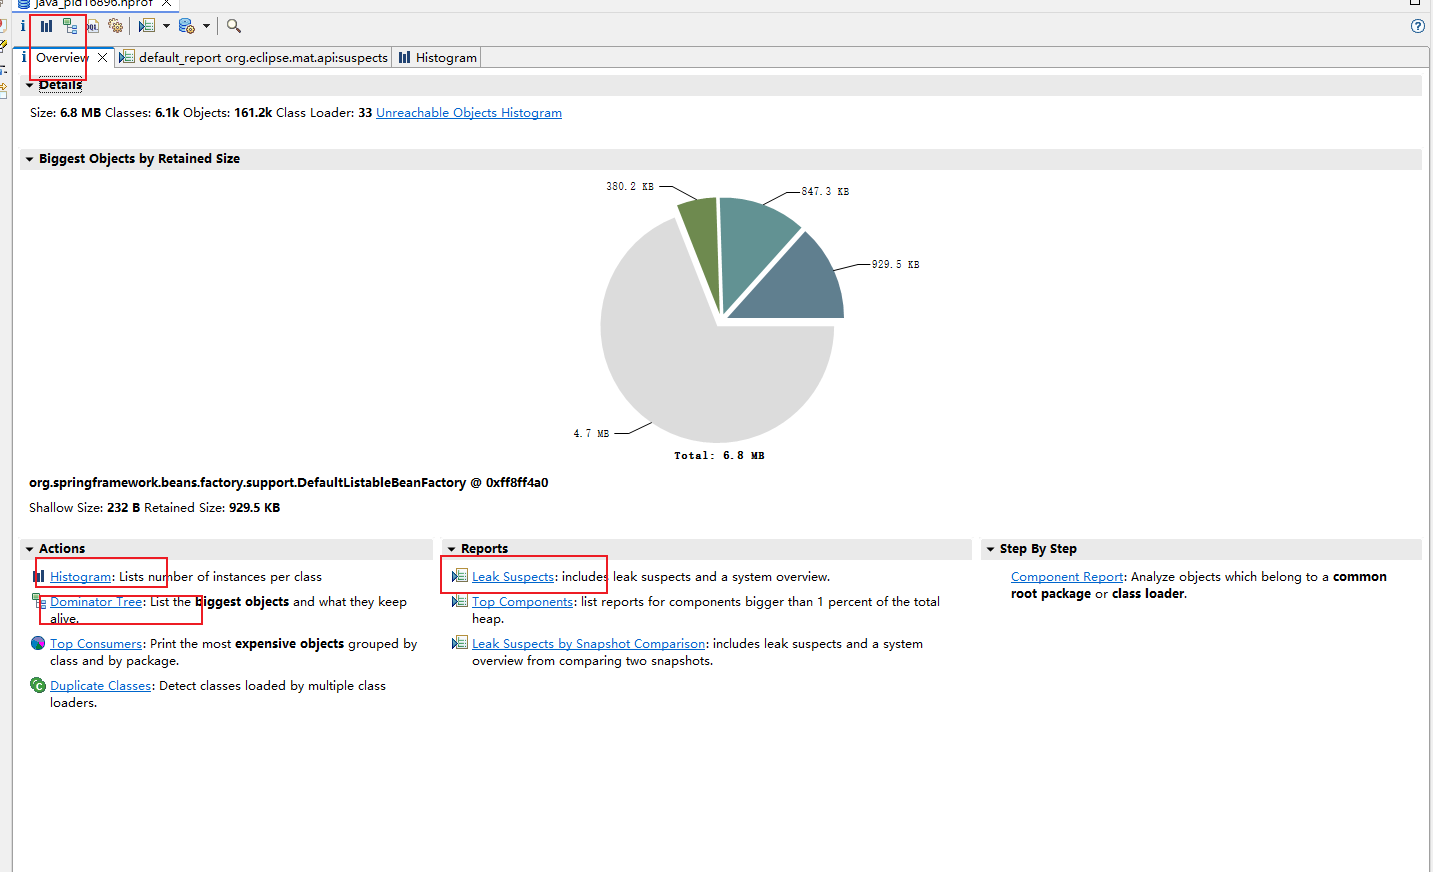 java_pid16896.hprof
Overview
default_report org.eclipse.mat.api:suspects
Histogram
Details
Size: 6.8 MB Classes: 6.1k Objects: 161.2k Class Loader: 33 Unreachable Objects Histogram
Biggest Objects by Retained Size
380.2 KB
847.3 KB
929.5 KB
4.7 MB
Total: 6.8 MB
org.springframework.beans.factory.support.DefaultListableBeanFactory @ 0xff8ff4a0
Shallow Size: 232 B Retained Size: 929.5 KB
Actions
Histogram: Lists number of instances per class
Dominator Tree: List the biggest objects and what they keep
alive.
Top Consumers: Print the most expensive objects grouped by
class and by package.
Duplicate Classes: Detect classes loaded by multiple class
loaders.
Reports
Leak Suspects: includes leak suspects and a system overview.
Top Components: list reports for components bigger than 1 percent of the total
heap.
Leak Suspects by Snapshot Comparison: includes leak suspects and a system
overview from comparing two snapshots.
Step By Step
Component Report: Analyze objects which belong to a common
root package or class loader.